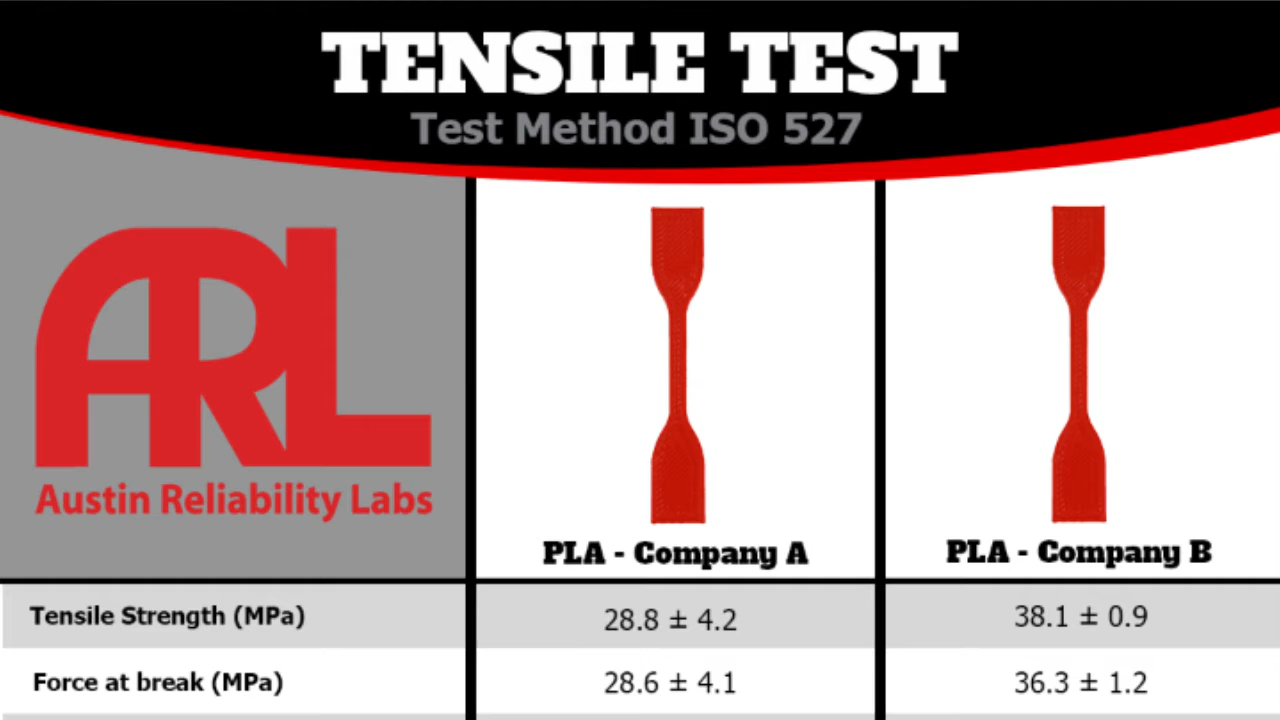 TENSILE TEST
Test Method ISO 527
ARL
Austin Reliability Labs
PLA - Company A
PLA - Company B
Tensile Strength (MPa)
28.8 ± 4.2
38.1 ± 0.9
Force at break (MPa)
28.6 ± 4.1
36.3 ± 1.2